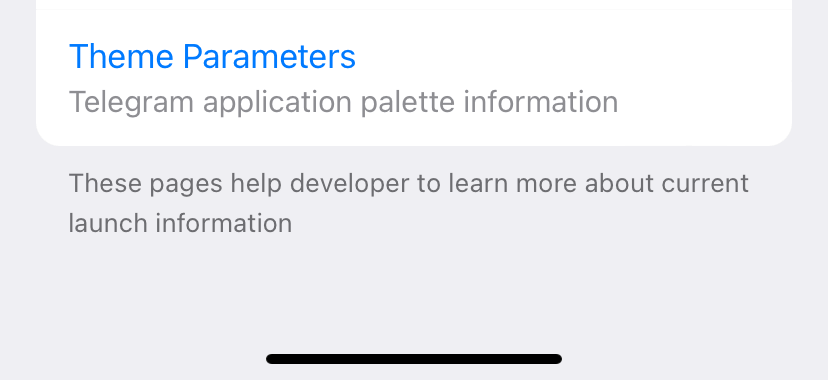 Theme Parameters
Telegram application palette information
These pages help developer to learn more about current
launch information